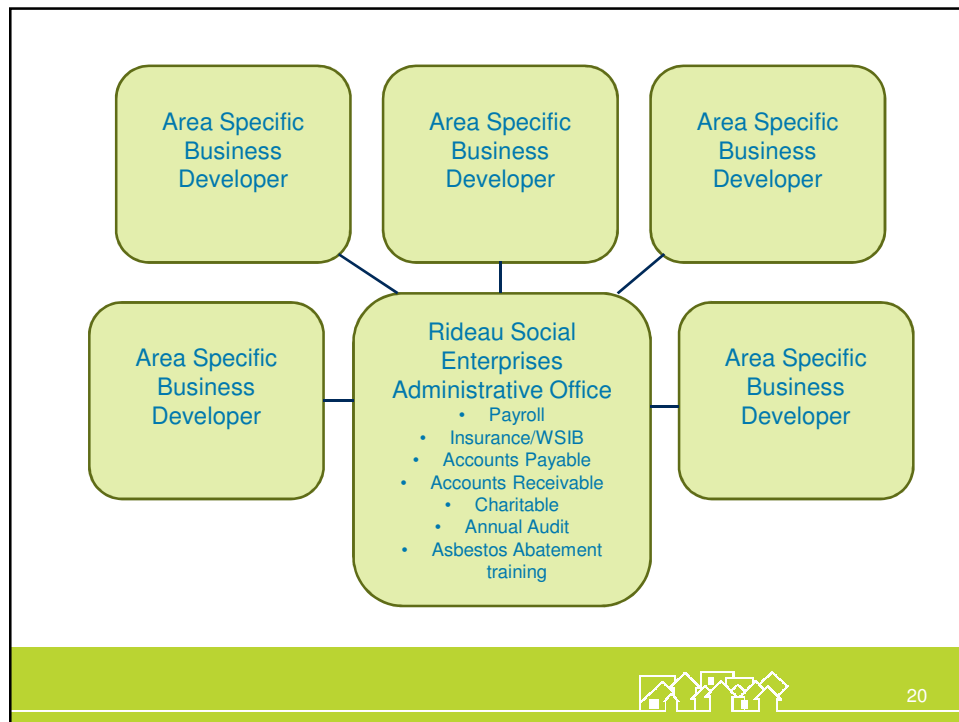 Area Specific
Business
Developer
Area Specific
Business
Developer
Area Specific
Business
Developer
Area Specific
Business
Developer
Rideau Social
Enterprises
Administrative Office
• Payroll
• Insurance/WSIB
• Accounts Payable
• Accounts Receivable
• Charitable
• Annual Audit
• Asbestos Abatement
training
Area Specific
Business
Developer
20